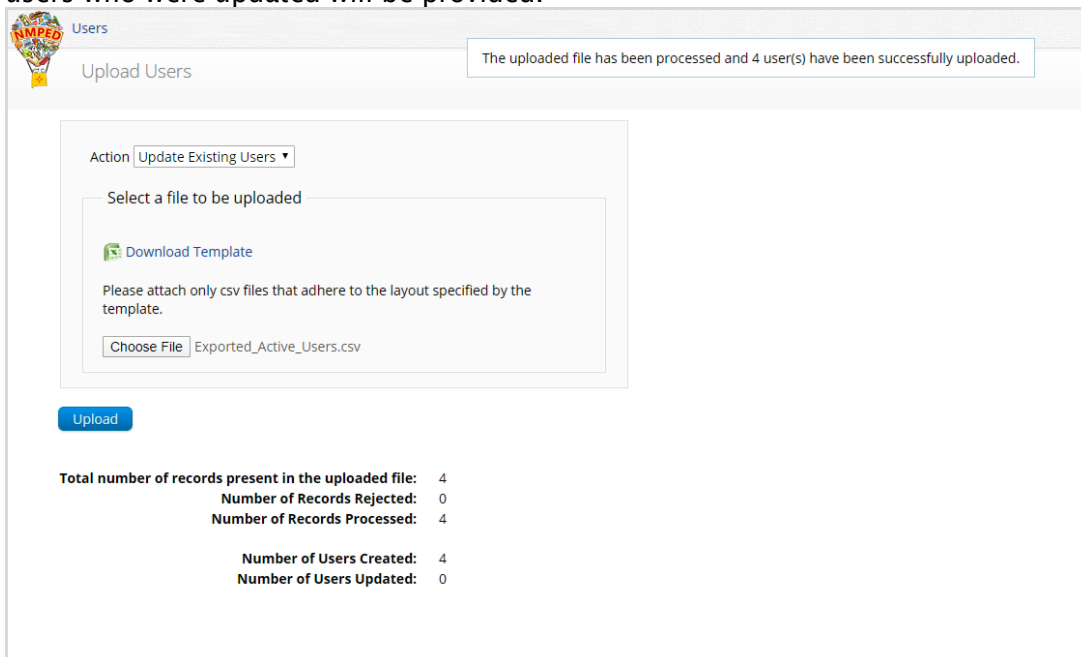 users who were updated will be provided.
NMPED
Users
The uploaded file has been processed and 4 user(s) have been successfully uploaded.
Upload Users
Action Update Existing Users
Select a file to be uploaded
Download Template
Please attach only csv files that adhere to the layout specified by the
template.
Choose File Exported_Active_Users.csv
Upload
Total number of records present in the uploaded file: 4
Number of Records Rejected: 0
Number of Records Processed: 4
Number of Users Created: 4
Number of Users Updated: 0